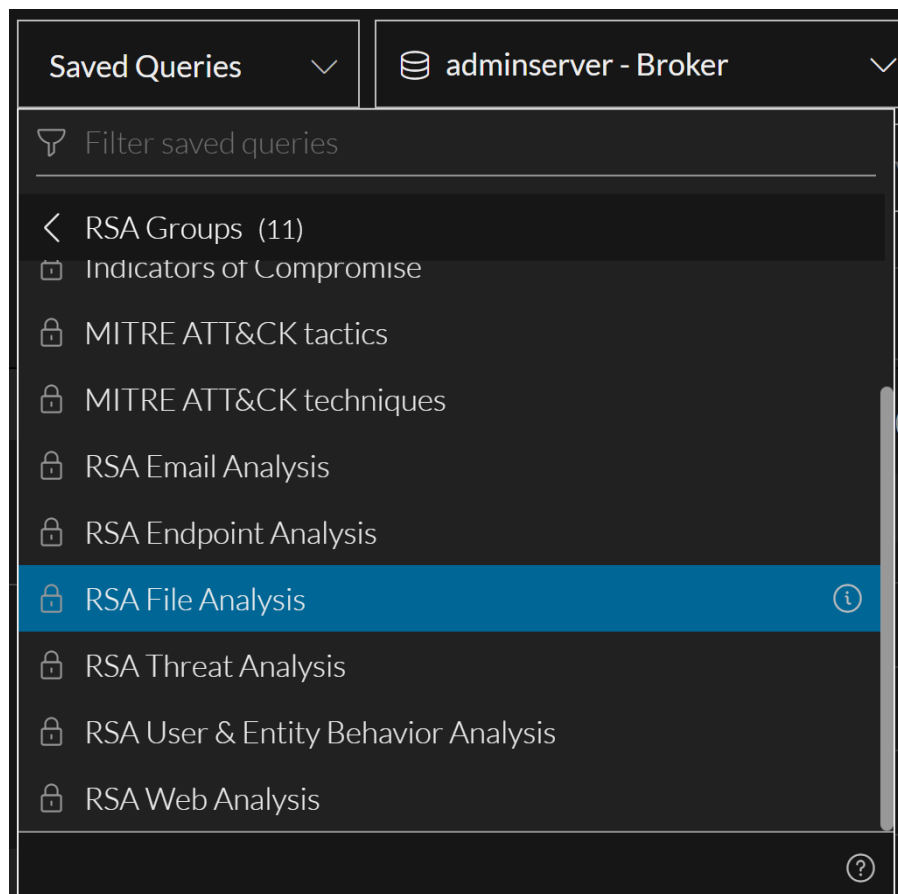 Saved Queries
adminserver - Broker
Filter saved queries
RSA Groups (11)
Indicators of Compromise
MITRE ATT&CK tactics
MITRE ATT&CK techniques
RSA Email Analysis
RSA Endpoint Analysis
RSA File Analysis
RSA Threat Analysis
RSA User & Entity Behavior Analysis
RSA Web Analysis